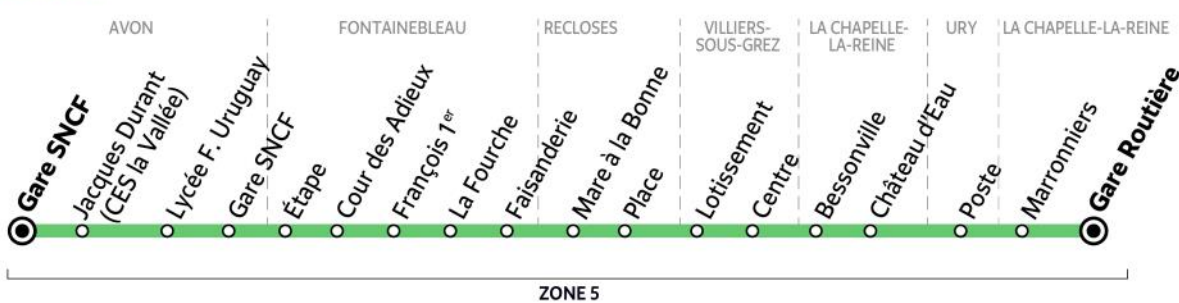 AVON
FONTAINEBLEAU
RECLOSES
VILLIERS-
SOUS-GREZ
LA CHAPELLE-
LA-REINE
URY
LA CHAPELLE-LA-REINE
Gare SNCF
Jacques Durant
(CES la Vallée)
Lycée F. Uruguay
Gare SNCF
Étape
Cour des Adieux
François 1er
La Fourche
Faisanderie
Mare à la Bonne
Place
Lotissement
Centre
Bessonville
Château d'Eau
Poste
Marronniers
Gare Routière
ZONE 5